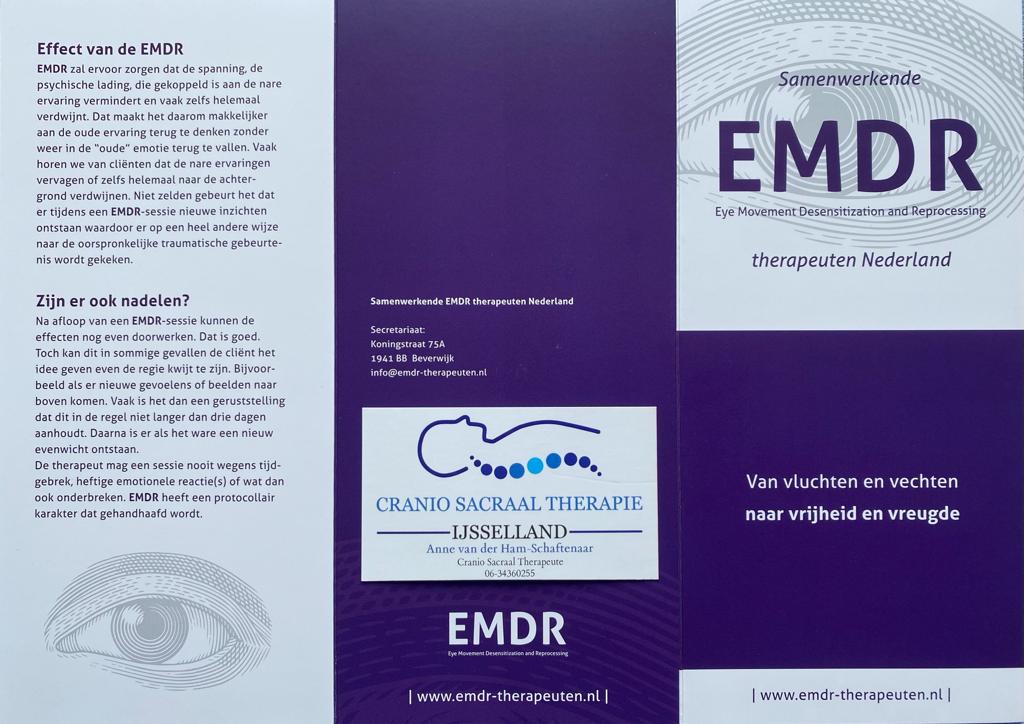 Effect van de EMDR
EMDR zal ervoor zorgen dat de spanning, de
psychische lading, die gekoppeld is aan de nare
ervaring vermindert en vaak zelfs helemaal
verdwijnt. Dat maakt het daarom makkelijker
aan de oude ervaring terug te denken zonder
weer in de “oude” emotie terug te vallen. Vaak
horen we van cliënten dat de nare ervaringen
vervagen of zelfs helemaal naar de achter-
grond verdwijnen. Niet zelden gebeurt het dat
er tijdens een EMDR-sessie nieuwe inzichten
ontstaan waardoor er op een heel andere wijze
naar de oorspronkelijke traumatische gebeurte-
nis wordt gekeken.
Zijn er ook nadelen?
Na afloop van een EMDR-sessie kunnen de
effecten nog even doorwerken. Dat is goed.
Toch kan dit in sommige gevallen de cliënt het
idee geven even de regie kwijt te zijn. Bijvoor-
beeld als er nieuwe gevoelens of beelden naar
boven komen. Vaak is het dan een geruststelling
dat dit in de regel niet langer dan drie dagen
aanhoudt. Daarna is er als het ware een nieuw
evenwicht ontstaan.
De therapeut mag een sessie nooit wegens tijd-
gebrek, heftige emotionele reactie(s) of wat dan
ook onderbreken. EMDR heeft een protocollair
karakter dat gehandhaafd wordt.
Samenwerkende EMDR therapeuten Nederland
Secretariaat:
Koningstraat 75A
1941 BB Beverwijk
info@emdr-therapeuten.nl
CRANIO SACRAAL THERAPIE
IJSSELLAND
Anne van der Ham-Schaftenaar
Cranio Sacraal Therapeute
06-34360255
EMDR
Eye Movement Desensitization and Reprocessing
| www.emdr-therapeuten.nl |
Samenwerkende
EMDR
Eye Movement Desensitization and Reprocessing
therapeuten Nederland
Van vluchten en vechten
naar vrijheid en vreugde
| www.emdr-therapeuten.nl |